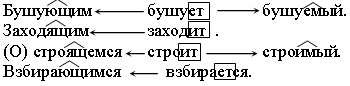 Бушующим ← бушует → бушуемый.
Заходящим ← заходит .
(О) строящемся ← строит → строимый.
Взбирающимся ← взбирается.